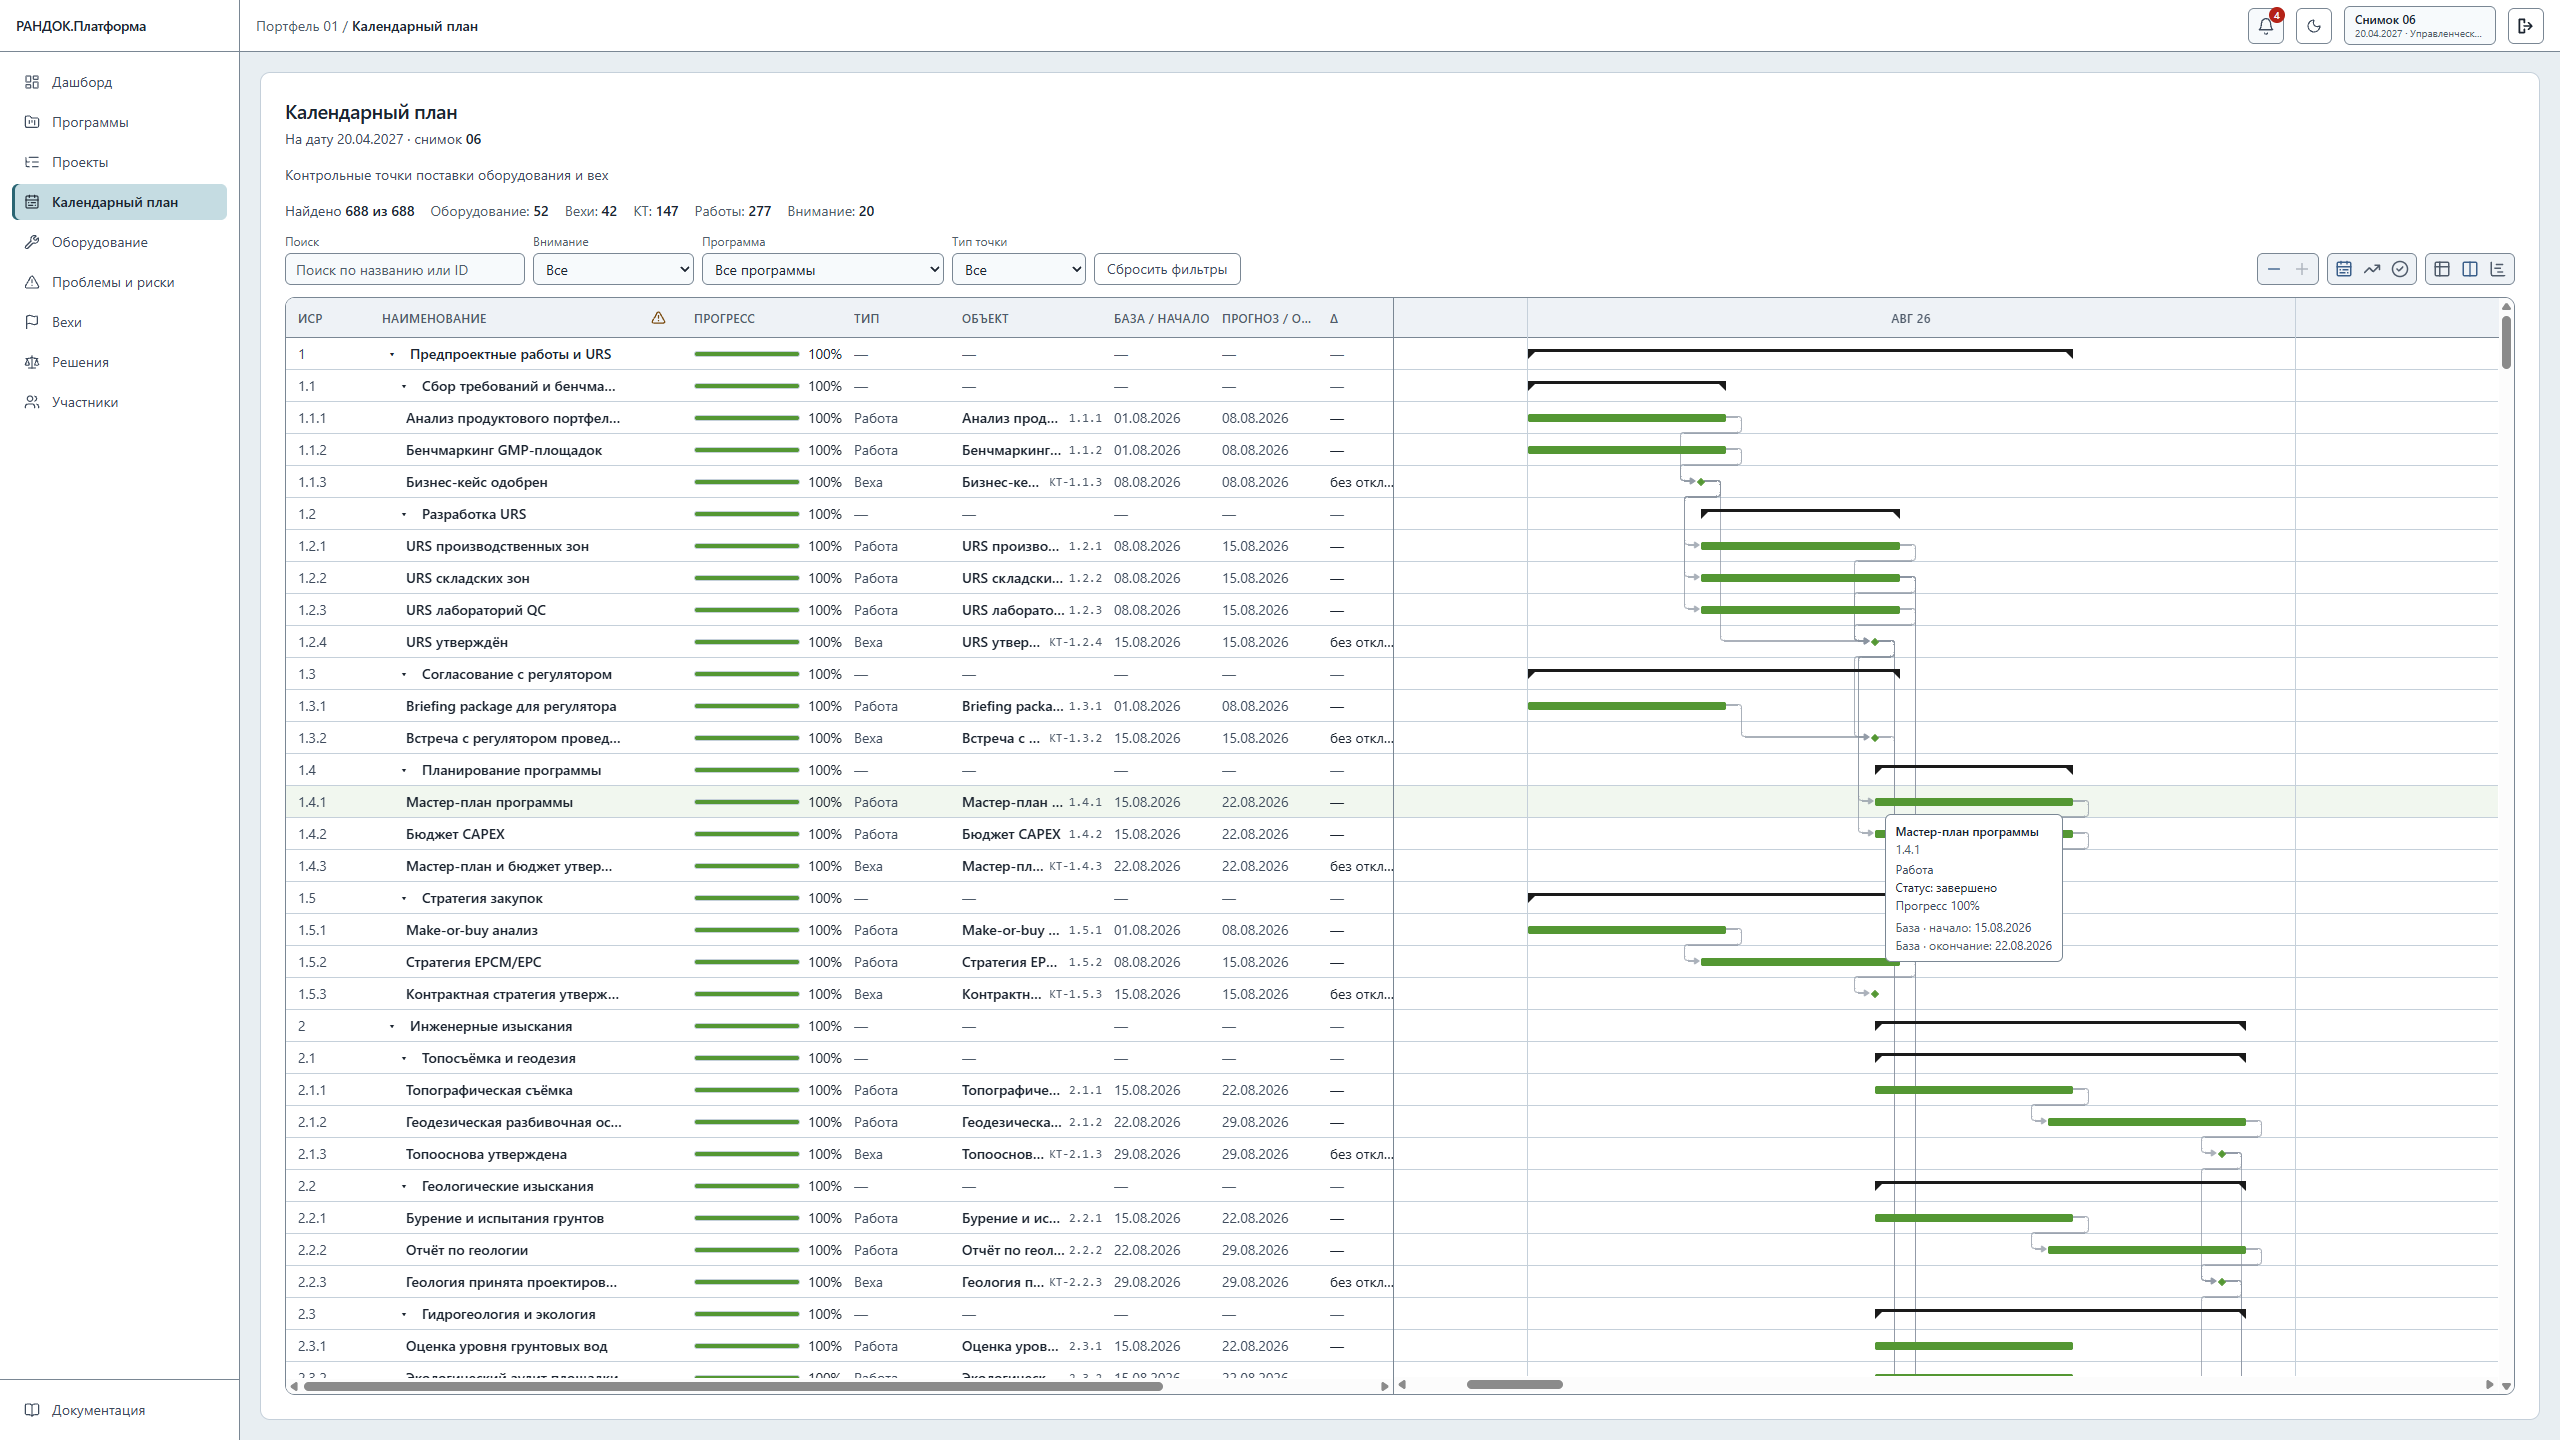 РАНДОК.Платформа
Портфель 01 / Календарный план
4
Снимок 06
20.04.2027 · Управленческ...
Дашборд
Программы
Проекты
Календарный план
Оборудование
Проблемы и риски
Вехи
Решения
Участники
Документация
Календарный план
На дату 20.04.2027 · снимок 06
Контрольные точки поставки оборудования и вех
Найдено 688 из 688 Оборудование: 52 Вехи: 42 КТ: 147 Работы: 277 Внимание: 20
Поиск Внимание Программа Тип точки
Поиск по названию или ID Все Все программы Все Сбросить фильтры
ИСР НАИМЕНОВАНИЕ ПРОГРЕСС ТИП ОБЪЕКТ БАЗА / НАЧАЛО ПРОГНОЗ / О... Δ АВГ 26
1 Предпроектные работы и URS 100% — — — — —
1.1 Сбор требований и бенчма... 100% — — — — —
1.1.1 Анализ продуктового портфел... 100% Работа Анализ прод... 1.1.1 01.08.2026 08.08.2026 —
1.1.2 Бенчмаркинг GMP-площадок 100% Работа Бенчмаркинг... 1.1.2 01.08.2026 08.08.2026 —
1.1.3 Бизнес-кейс одобрен 100% Веха Бизнес-ке... КТ-1.1.3 08.08.2026 08.08.2026 без откл...
1.2 Разработка URS 100% — — — — —
1.2.1 URS производственных зон 100% Работа URS произво... 1.2.1 08.08.2026 15.08.2026 —
1.2.2 URS складских зон 100% Работа URS складски... 1.2.2 08.08.2026 15.08.2026 —
1.2.3 URS лабораторий QC 100% Работа URS лаборато... 1.2.3 08.08.2026 15.08.2026 —
1.2.4 URS утверждён 100% Веха URS утвер... КТ-1.2.4 15.08.2026 15.08.2026 без откл...
1.3 Согласование с регулятором 100% — — — — —
1.3.1 Briefing package для регулятора 100% Работа Briefing packa... 1.3.1 01.08.2026 08.08.2026 —
1.3.2 Встреча с регулятором провед... 100% Веха Встреча с ... КТ-1.3.2 15.08.2026 15.08.2026 без откл...
1.4 Планирование программы 100% — — — — —
1.4.1 Мастер-план программы 100% Работа Мастер-план ... 1.4.1 15.08.2026 22.08.2026 —
1.4.2 Бюджет CAPEX 100% Работа Бюджет CAPEX 1.4.2 15.08.2026 22.08.2026 —
1.4.3 Мастер-план и бюджет утвер... 100% Веха Мастер-пл... КТ-1.4.3 22.08.2026 22.08.2026 без откл...
1.5 Стратегия закупок 100% — — — — —
1.5.1 Make-or-buy анализ 100% Работа Make-or-buy ... 1.5.1 01.08.2026 08.08.2026 —
1.5.2 Стратегия EPCM/EPC 100% Работа Стратегия EP... 1.5.2 08.08.2026 15.08.2026 —
1.5.3 Контрактная стратегия утверж... 100% Веха Контрактн... КТ-1.5.3 15.08.2026 15.08.2026 без откл...
2 Инженерные изыскания 100% — — — — —
2.1 Топосъёмка и геодезия 100% — — — — —
2.1.1 Топографическая съёмка 100% Работа Топографиче... 2.1.1 15.08.2026 22.08.2026 —
2.1.2 Геодезическая разбивочная ос... 100% Работа Геодезическа... 2.1.2 22.08.2026 29.08.2026 —
2.1.3 Топооснова утверждена 100% Веха Топооснов... КТ-2.1.3 29.08.2026 29.08.2026 без откл...
2.2 Геологические изыскания 100% — — — — —
2.2.1 Бурение и испытания грунтов 100% Работа Бурение и ис... 2.2.1 15.08.2026 22.08.2026 —
2.2.2 Отчёт по геологии 100% Работа Отчёт по геол... 2.2.2 22.08.2026 29.08.2026 —
2.2.3 Геология принята проектиров... 100% Веха Геология п... КТ-2.2.3 29.08.2026 29.08.2026 без откл...
2.3 Гидрогеология и экология 100% — — — — —
2.3.1 Оценка уровня грунтовых вод 100% Работа Оценка уров... 2.3.1 15.08.2026 22.08.2026 —
2.3.2 Экологический аудит площадки 100% Работа Экологическ... 2.3.2 15.08.2026 22.08.2026
Мастер-план программы
1.4.1
Работа
Статус: завершено
Прогресс 100%
База · начало: 15.08.2026
База · окончание: 22.08.2026